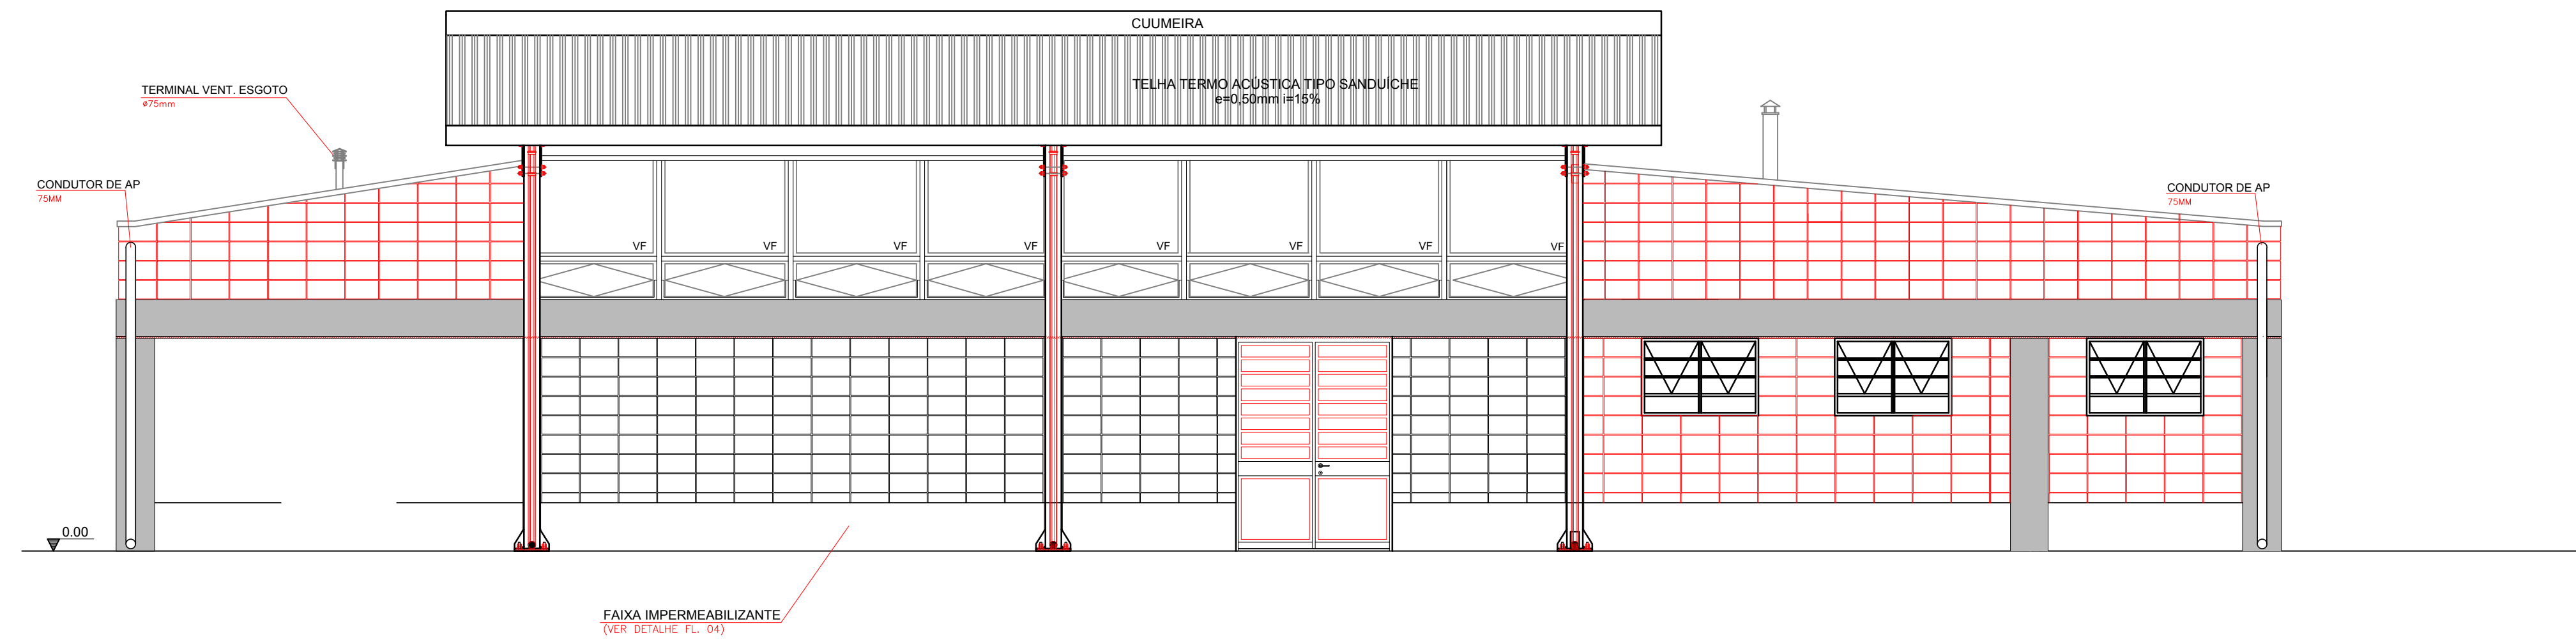 CUUMEIRA
TELHA TERMO ACÚSTICA TIPO SANDUÍCHE
e=0,50mm i=15%
TERMINAL VENT. ESGOTO
ø75mm
CONDUTOR DE AP
75MM
CONDUTOR DE AP
75MM
VF
VF
VF
VF
VF
VF
VF
VF
0.00
FAIXA IMPERMEABILIZANTE
(VER DETALHE FL. 04)